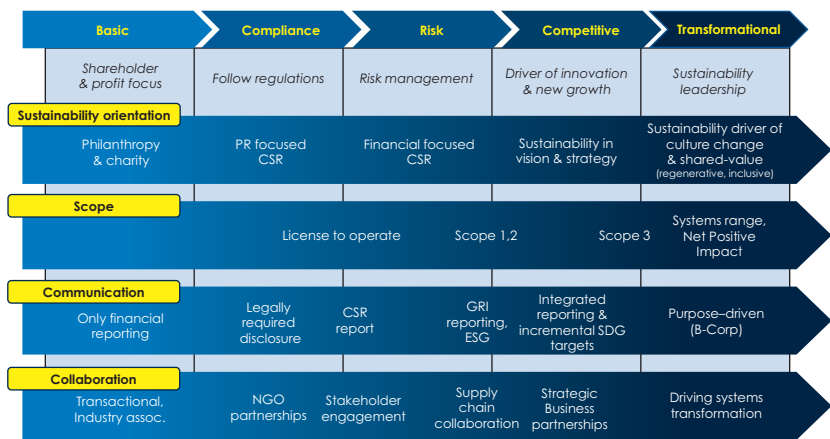 Basic
Compliance
Risk
Competitive
Transformational
Shareholder
& profit focus
Follow regulations
Risk management
Driver of innovation
& new growth
Sustainability
leadership
Sustainability orientation
Philanthropy
& charity
PR focused
CSR
Financial focused
CSR
Sustainability in
vision & strategy
Sustainability driver of
culture change
& shared-value
(regenerative, inclusive)
Scope
License to operate
Scope 1,2
Scope 3
Systems range,
Net Positive
Impact
Communication
Only financial
reporting
Legally
required
disclosure
CSR
report
GRI
reporting,
ESG
Integrated
reporting &
incremental SDG
targets
Purpose–driven
(B-Corp)
Collaboration
Transactional,
Industry assoc.
NGO
partnerships
Stakeholder
engagement
Supply
chain
collaboration
Strategic
Business
partnerships
Driving systems
transformation